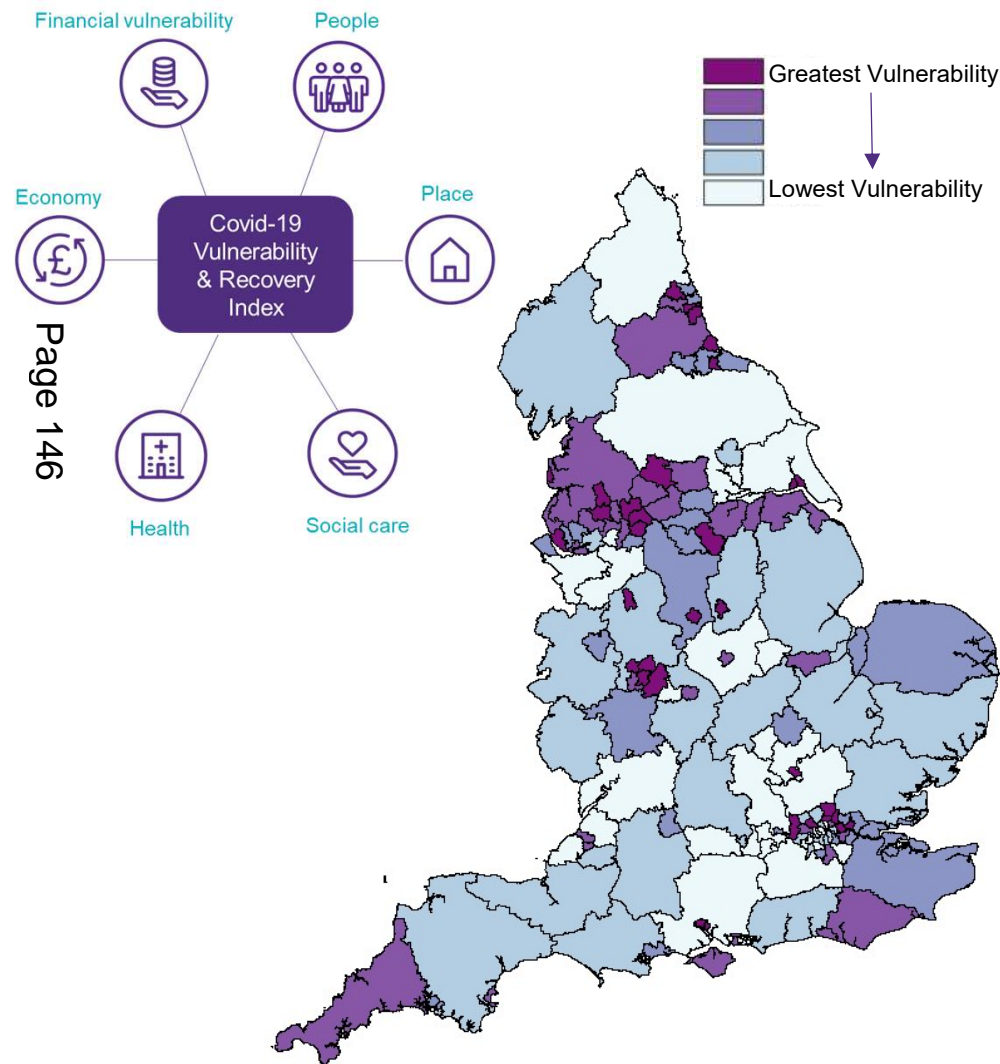 Financial vulnerability
People
Economy
Place
Covid-19
Vulnerability
& Recovery
Index
Health
Social care
Page 146
Greatest Vulnerability
Lowest Vulnerability